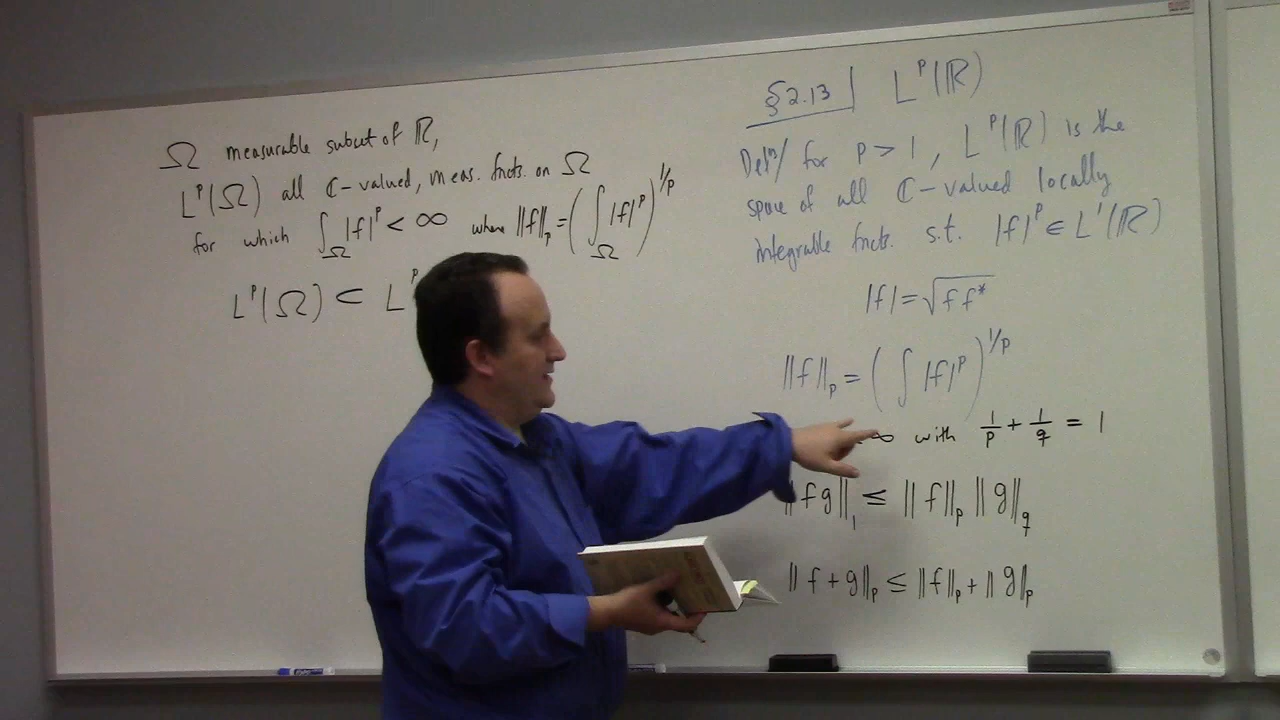 Ω measurable subset of ℝ,
L^p(Ω) all ℂ-valued, meas. fncts. on Ω
for which ∫_Ω |f|^p < ∞ where ‖f‖_p = (∫_Ω |f|^p)^{1/p}
L^p(Ω) ⊂ L^p
§2.13 L^p(ℝ)
Defn/ for p > 1, L^p(ℝ) is the
space of all ℂ-valued locally
integrable fncts. s.t. |f|^p ∈ L^1(ℝ)
|f| = √ff*
‖f‖_p = (∫ |f|^p)^{1/p}
∞ with 1/p + 1/q = 1
‖fg‖_1 ≤ ‖f‖_p ‖g‖_q
‖f+g‖_p ≤ ‖f‖_p + ‖g‖_p